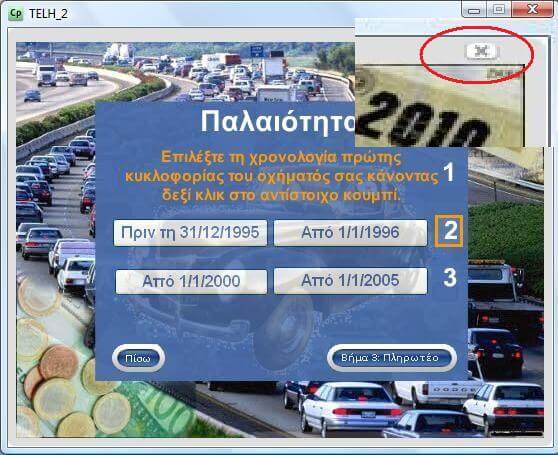 Cp TELH_2
Παλαιότητα
2010
Επιλέξτε τη χρονολογία πρώτης
κυκλοφορίας του οχήματός σας κάνοντας
δεξί κλικ στο αντίστοιχο κουμπί.
1
Πριν τη 31/12/1995
Από 1/1/1996
2
Από 1/1/2000
Από 1/1/2005
3
Πίσω
Βήμα 3: Πληρωτέο